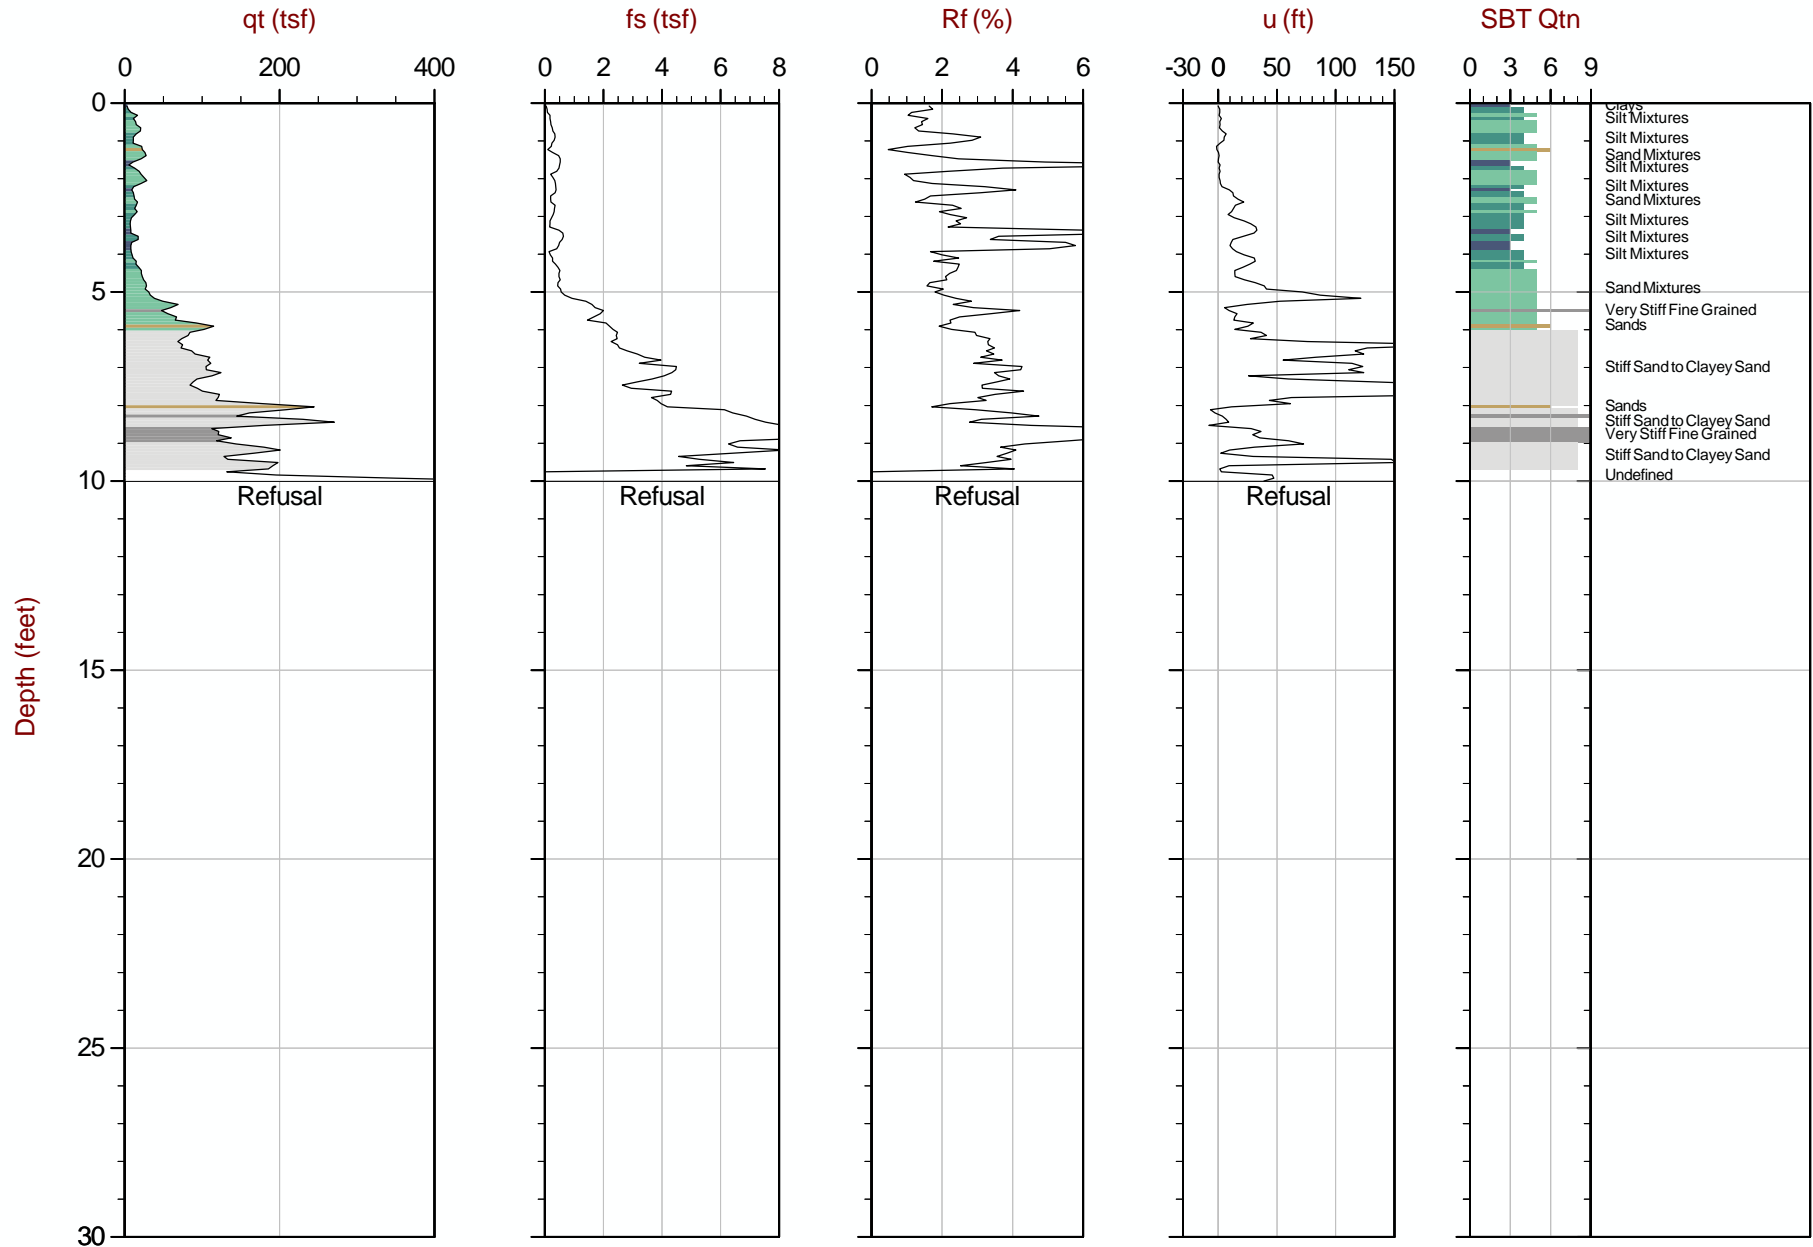 qt (tsf) fs (tsf) Rf (%) u (ft) SBT Qtn
0 200 400 0 2 4 6 8 0 2 4 6 -30 0 50 100 150 0 3 6 9
0
Clays
Silt Mixtures
Silt Mixtures
Sand Mixtures
Silt Mixtures
Silt Mixtures
Sand Mixtures
Silt Mixtures
Silt Mixtures
Silt Mixtures
Sand Mixtures
5
Very Stiff Fine Grained
Sands
Stiff Sand to Clayey Sand
Sands
Stiff Sand to Clayey Sand
Very Stiff Fine Grained
Stiff Sand to Clayey Sand
Undefined
10
Refusal Refusal Refusal Refusal
Depth (feet)
15
20
25
30